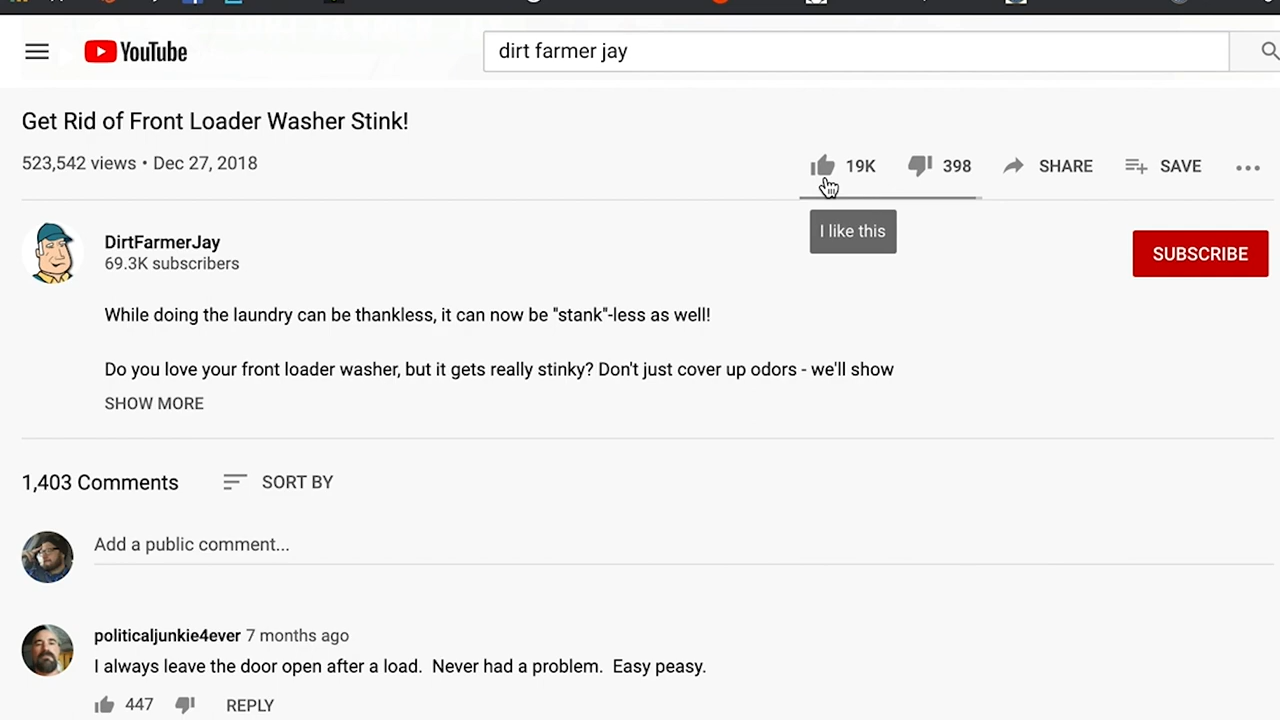 YouTube
dirt farmer jay
Get Rid of Front Loader Washer Stink!
523,542 views • Dec 27, 2018
19K 398 SHARE SAVE
I like this
DirtFarmerJay
69.3K subscribers
SUBSCRIBE
While doing the laundry can be thankless, it can now be "stank"-less as well!
Do you love your front loader washer, but it gets really stinky? Don't just cover up odors - we'll show
SHOW MORE
1,403 Comments SORT BY
Add a public comment...
politicaljunkie4ever 7 months ago
I always leave the door open after a load. Never had a problem. Easy peasy.
447 REPLY